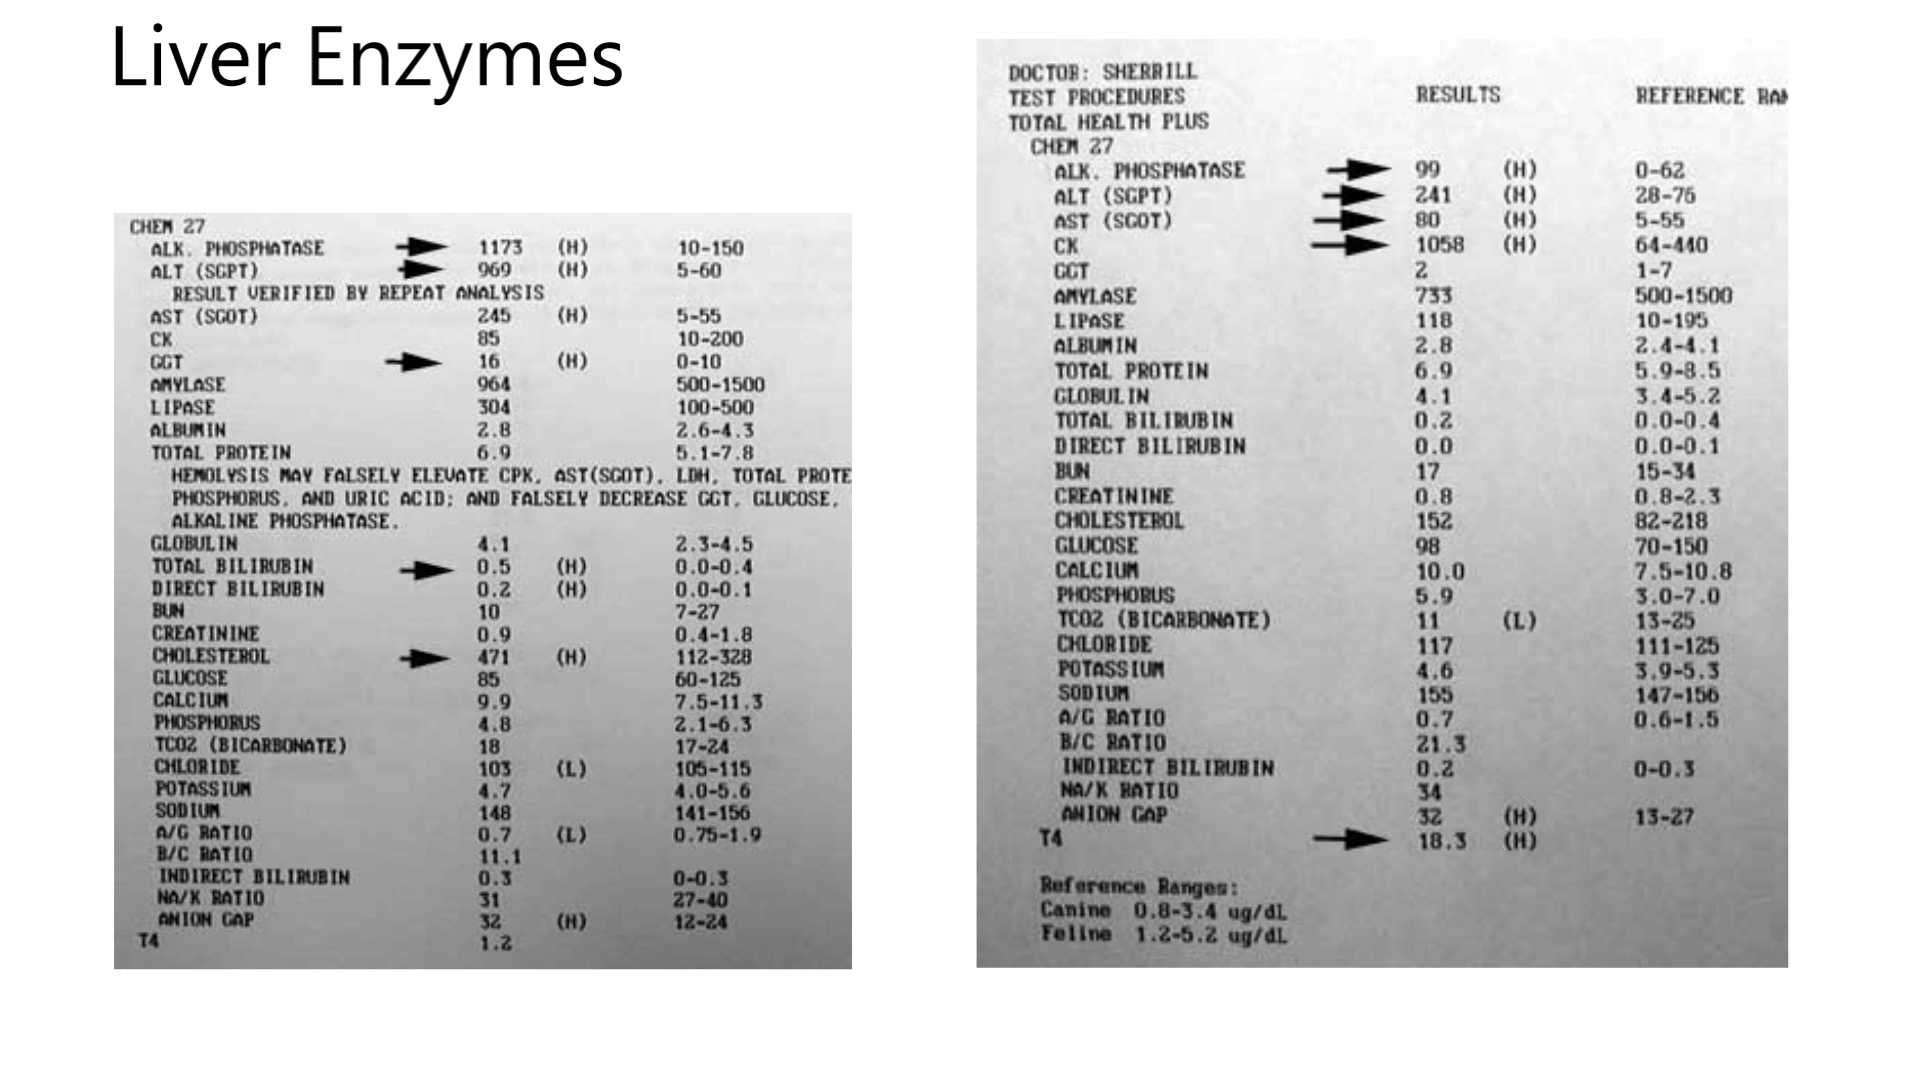 Liver Enzymes
CHEM 27
ALK. PHOSPHATASE 1173 (H) 10-150
ALT (SGPT) 969 (H) 5-60
RESULT VERIFIED BY REPEAT ANALYSIS
AST (SGOT) 245 (H) 5-55
CK 85 10-200
GGT 16 (H) 0-10
AMYLASE 964 500-1500
LIPASE 304 100-500
ALBUMIN 2.8 2.6-4.3
TOTAL PROTEIN 6.9 5.1-7.8
HEMOLYSIS MAY FALSELY ELEVATE CPK, AST(SGOT), LDH, TOTAL PROTE
PHOSPHORUS, AND URIC ACID; AND FALSELY DECREASE GGT, GLUCOSE,
ALKALINE PHOSPHATASE.
GLOBULIN 4.1 2.3-4.5
TOTAL BILIRUBIN 0.5 (H) 0.0-0.4
DIRECT BILIRUBIN 0.2 (H) 0.0-0.1
BUN 10 7-27
CREATININE 0.9 0.4-1.8
CHOLESTEROL 471 (H) 112-328
GLUCOSE 85 60-125
CALCIUM 9.9 7.5-11.3
PHOSPHORUS 4.8 2.1-6.3
TCO2 (BICARBONATE) 18 17-24
CHLORIDE 103 (L) 105-115
POTASSIUM 4.7 4.0-5.6
SODIUM 148 141-156
A/G RATIO 0.7 (L) 0.75-1.9
B/C RATIO 11.1
INDIRECT BILIRUBIN 0.3 0-0.3
NA/K RATIO 31 27-40
ANION GAP 32 (H) 12-24
T4 1.2
DOCTOR: SHERRILL
TEST PROCEDURES RESULTS REFERENCE RAN
TOTAL HEALTH PLUS
CHEM 27
ALK. PHOSPHATASE 99 (H) 0-62
ALT (SGPT) 241 (H) 28-76
AST (SGOT) 80 (H) 5-55
CK 1058 (H) 64-440
GGT 2 1-7
AMYLASE 733 500-1500
LIPASE 118 10-195
ALBUMIN 2.8 2.4-4.1
TOTAL PROTEIN 6.9 5.9-8.5
GLOBULIN 4.1 3.4-5.2
TOTAL BILIRUBIN 0.2 0.0-0.4
DIRECT BILIRUBIN 0.0 0.0-0.1
BUN 17 15-34
CREATININE 0.8 0.8-2.3
CHOLESTEROL 152 82-218
GLUCOSE 98 70-150
CALCIUM 10.0 7.5-10.8
PHOSPHORUS 5.9 3.0-7.0
TCO2 (BICARBONATE) 11 (L) 13-25
CHLORIDE 117 111-125
POTASSIUM 4.6 3.9-5.3
SODIUM 155 147-156
A/G RATIO 0.7 0.6-1.5
B/C RATIO 21.3
INDIRECT BILIRUBIN 0.2 0-0.3
NA/K RATIO 34
ANION GAP 32 (H) 13-27
T4 18.3 (H)
Reference Ranges:
Canine 0.8-3.4 ug/dL
Feline 1.2-5.2 ug/dL